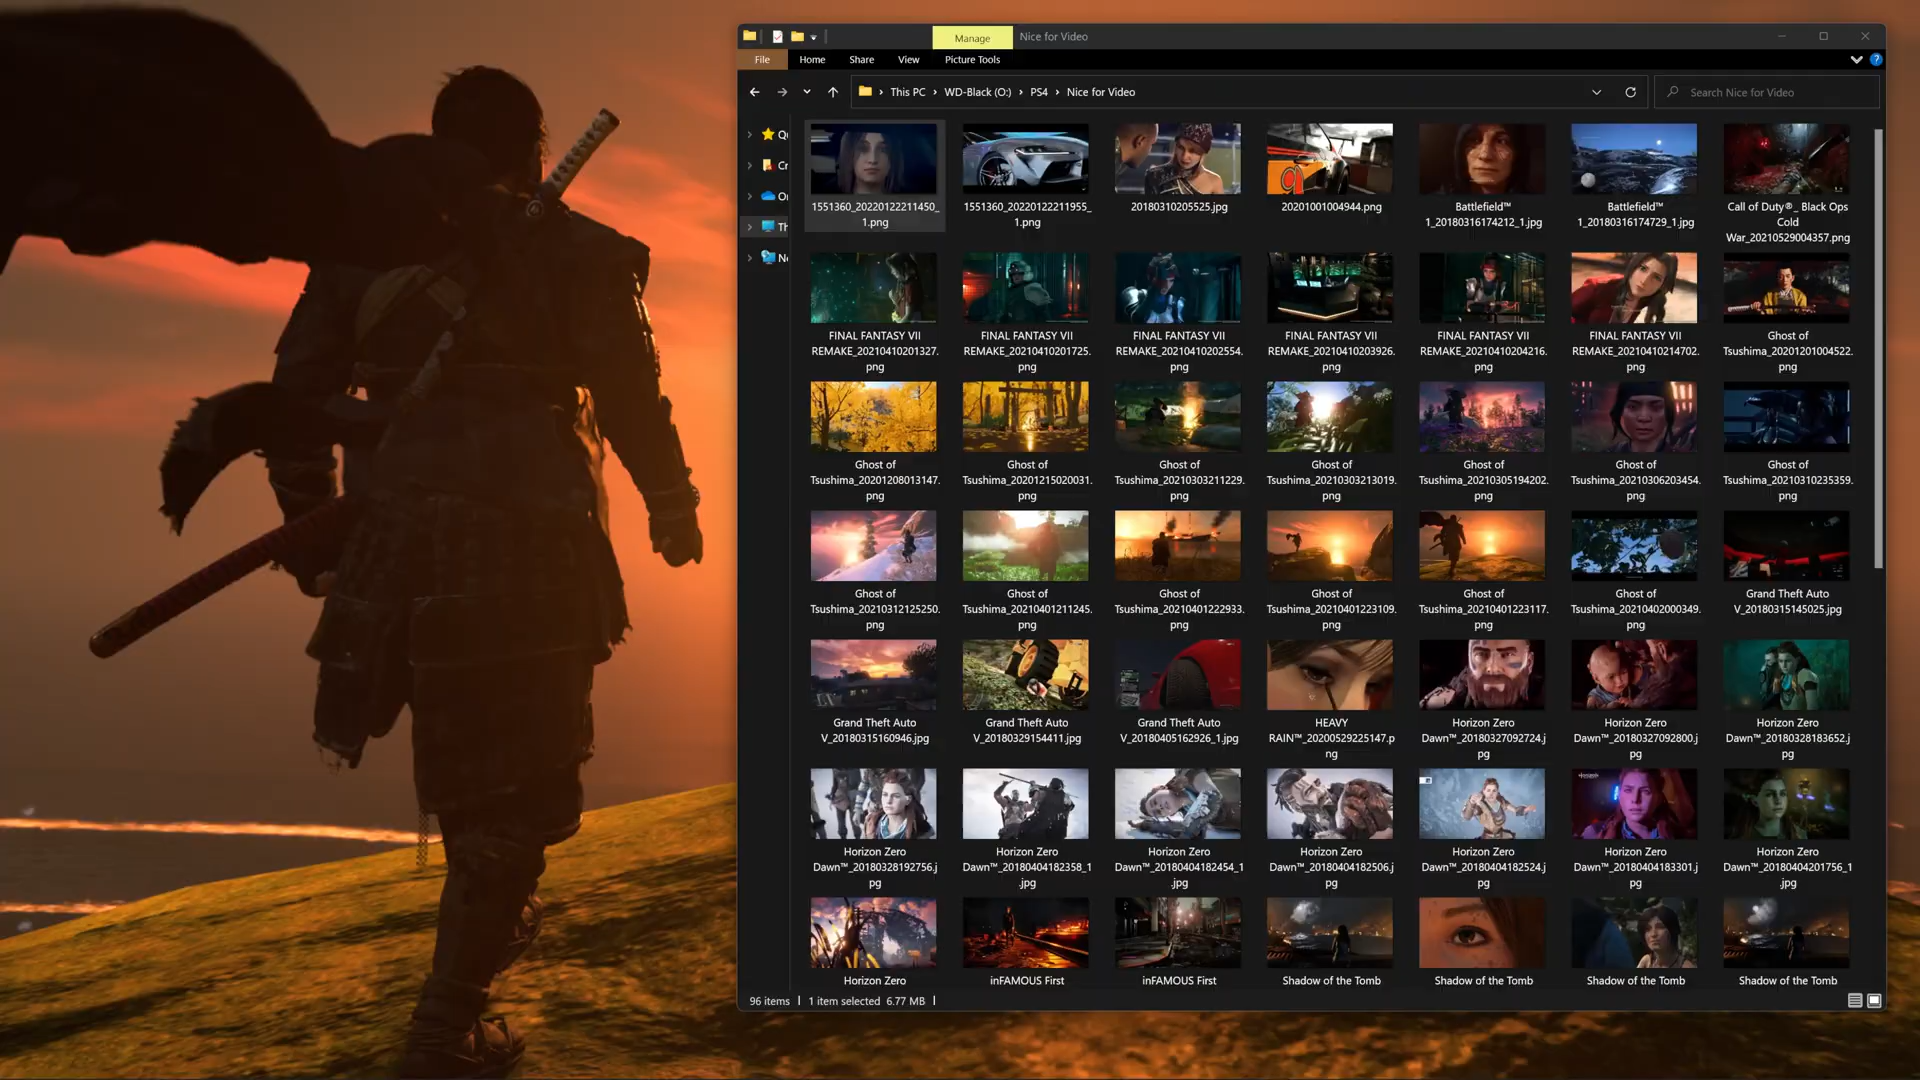 Manage
Nice for Video
File
Home
Share
View
Picture Tools
?
This PC
WD-Black (O:)
PS4
Nice for Video
Search Nice for Video
1551360_20220122211450_
1.png
1551360_20220122211955_
1.png
20180310205525.jpg
20201001004944.png
Battlefield™
1_20180316174212_1.jpg
Battlefield™
1_20180316174729_1.jpg
Call of Duty®_ Black Ops
Cold
War_20210529004357.png
FINAL FANTASY VII
REMAKE_20210410201327.
png
FINAL FANTASY VII
REMAKE_20210410201725.
png
FINAL FANTASY VII
REMAKE_20210410202554.
png
FINAL FANTASY VII
REMAKE_20210410203926.
png
FINAL FANTASY VII
REMAKE_20210410204216.
png
FINAL FANTASY VII
REMAKE_20210410214702.
png
Ghost of
Tsushima_20201201004522.
png
Ghost of
Tsushima_20201208013147.
png
Ghost of
Tsushima_20201215020031.
png
Ghost of
Tsushima_20210303211229.
png
Ghost of
Tsushima_20210303213019.
png
Ghost of
Tsushima_20210305194202.
png
Ghost of
Tsushima_20210306203454.
png
Ghost of
Tsushima_20210310235359.
png
Ghost of
Tsushima_20210312125250.
png
Ghost of
Tsushima_20210401211245.
png
Ghost of
Tsushima_20210401222933.
png
Ghost of
Tsushima_20210401223109.
png
Ghost of
Tsushima_20210401223117.
png
Ghost of
Tsushima_20210402000349.
png
Grand Theft Auto
V_20180315145025.jpg
Grand Theft Auto
V_20180315160946.jpg
Grand Theft Auto
V_20180329154411.jpg
Grand Theft Auto
V_20180405162926_1.jpg
HEAVY
RAIN™_20200529225147.p
ng
Horizon Zero
Dawn™_20180327092724.j
pg
Horizon Zero
Dawn™_20180327092800.j
pg
Horizon Zero
Dawn™_20180328183652.j
pg
Horizon Zero
Dawn™_20180328192756.j
pg
Horizon Zero
Dawn™_20180404182358_1
.jpg
Horizon Zero
Dawn™_20180404182454_1
.jpg
Horizon Zero
Dawn™_20180404182506.j
pg
Horizon Zero
Dawn™_20180404182524.j
pg
Horizon Zero
Dawn™_20180404183301.j
pg
Horizon Zero
Dawn™_20180404201756_1
.jpg
Horizon Zero
inFAMOUS First
inFAMOUS First
Shadow of the Tomb
Shadow of the Tomb
Shadow of the Tomb
Shadow of the Tomb
96 items
1 item selected 6.77 MB